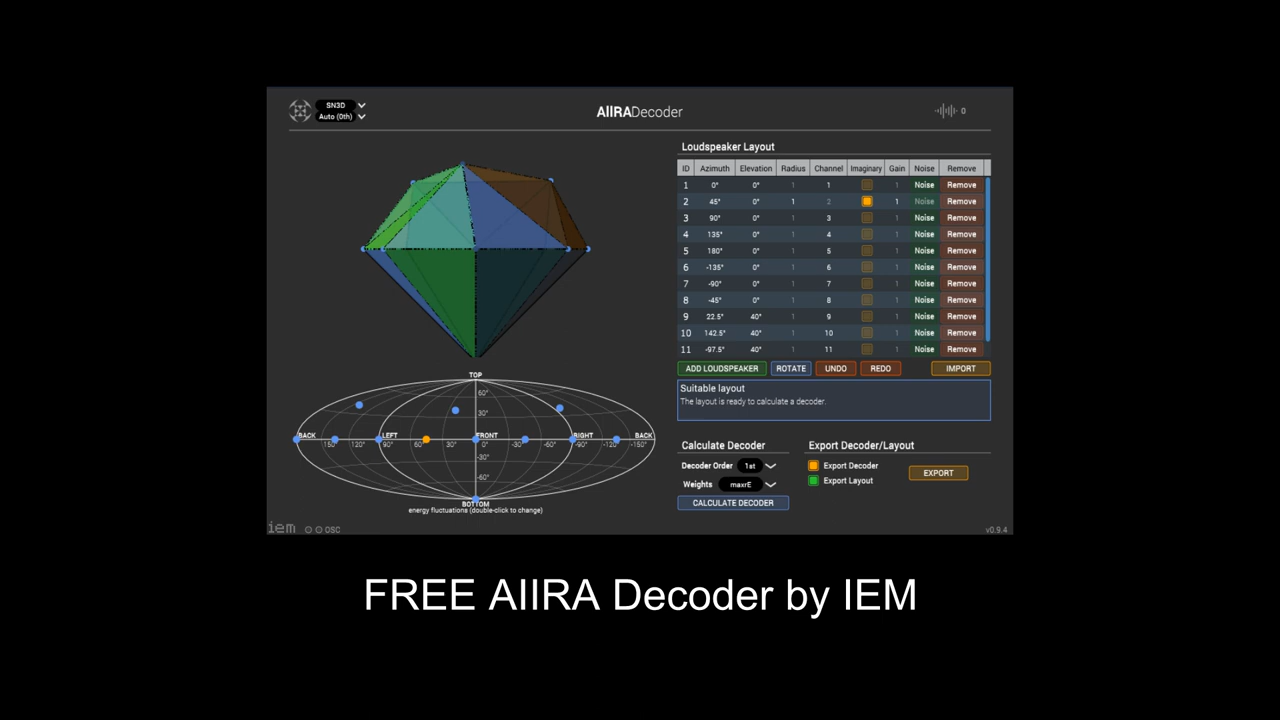 SN3D
Auto (0th)
AllRADecoder
0
Loudspeaker Layout
ID Azimuth Elevation Radius Channel Imaginary Gain Noise Remove
1 0° 0° 1 1 1 Noise Remove
2 45° 0° 1 2 1 Noise Remove
3 90° 0° 1 3 1 Noise Remove
4 135° 0° 1 4 1 Noise Remove
5 180° 0° 1 5 1 Noise Remove
6 -135° 0° 1 6 1 Noise Remove
7 -90° 0° 1 7 1 Noise Remove
8 -45° 0° 1 8 1 Noise Remove
9 22.5° 40° 1 9 1 Noise Remove
10 142.5° 40° 1 10 1 Noise Remove
11 -97.5° 40° 1 11 1 Noise Remove
ADD LOUDSPEAKER ROTATE UNDO REDO IMPORT
Suitable layout
The layout is ready to calculate a decoder.
TOP
60°
30°
BACK LEFT FRONT RIGHT BACK
150° 120° 90° 60° 30° 0° -30° -60° -90° -120° -150°
-30°
-60°
BOTTOM
energy fluctuations (double-click to change)
Calculate Decoder
Decoder Order 1st
Weights maxrE
CALCULATE DECODER
Export Decoder/Layout
Export Decoder
Export Layout
EXPORT
iem OSC
v0.9.4
FREE AllRA Decoder by IEM